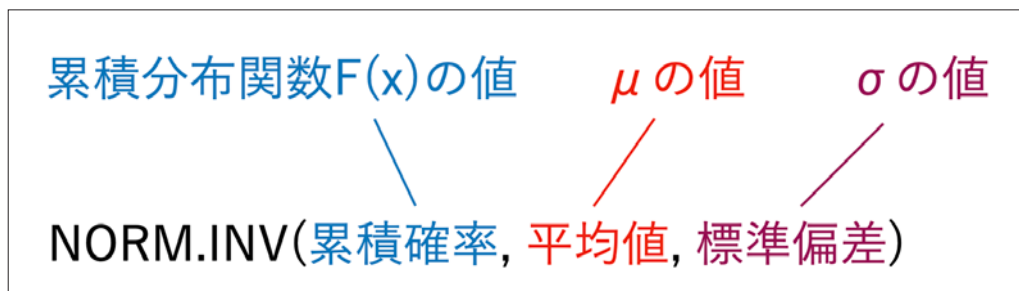 累積分布関数F(x)の値 μの値 σの値
NORM.INV(累積確率, 平均値, 標準偏差)